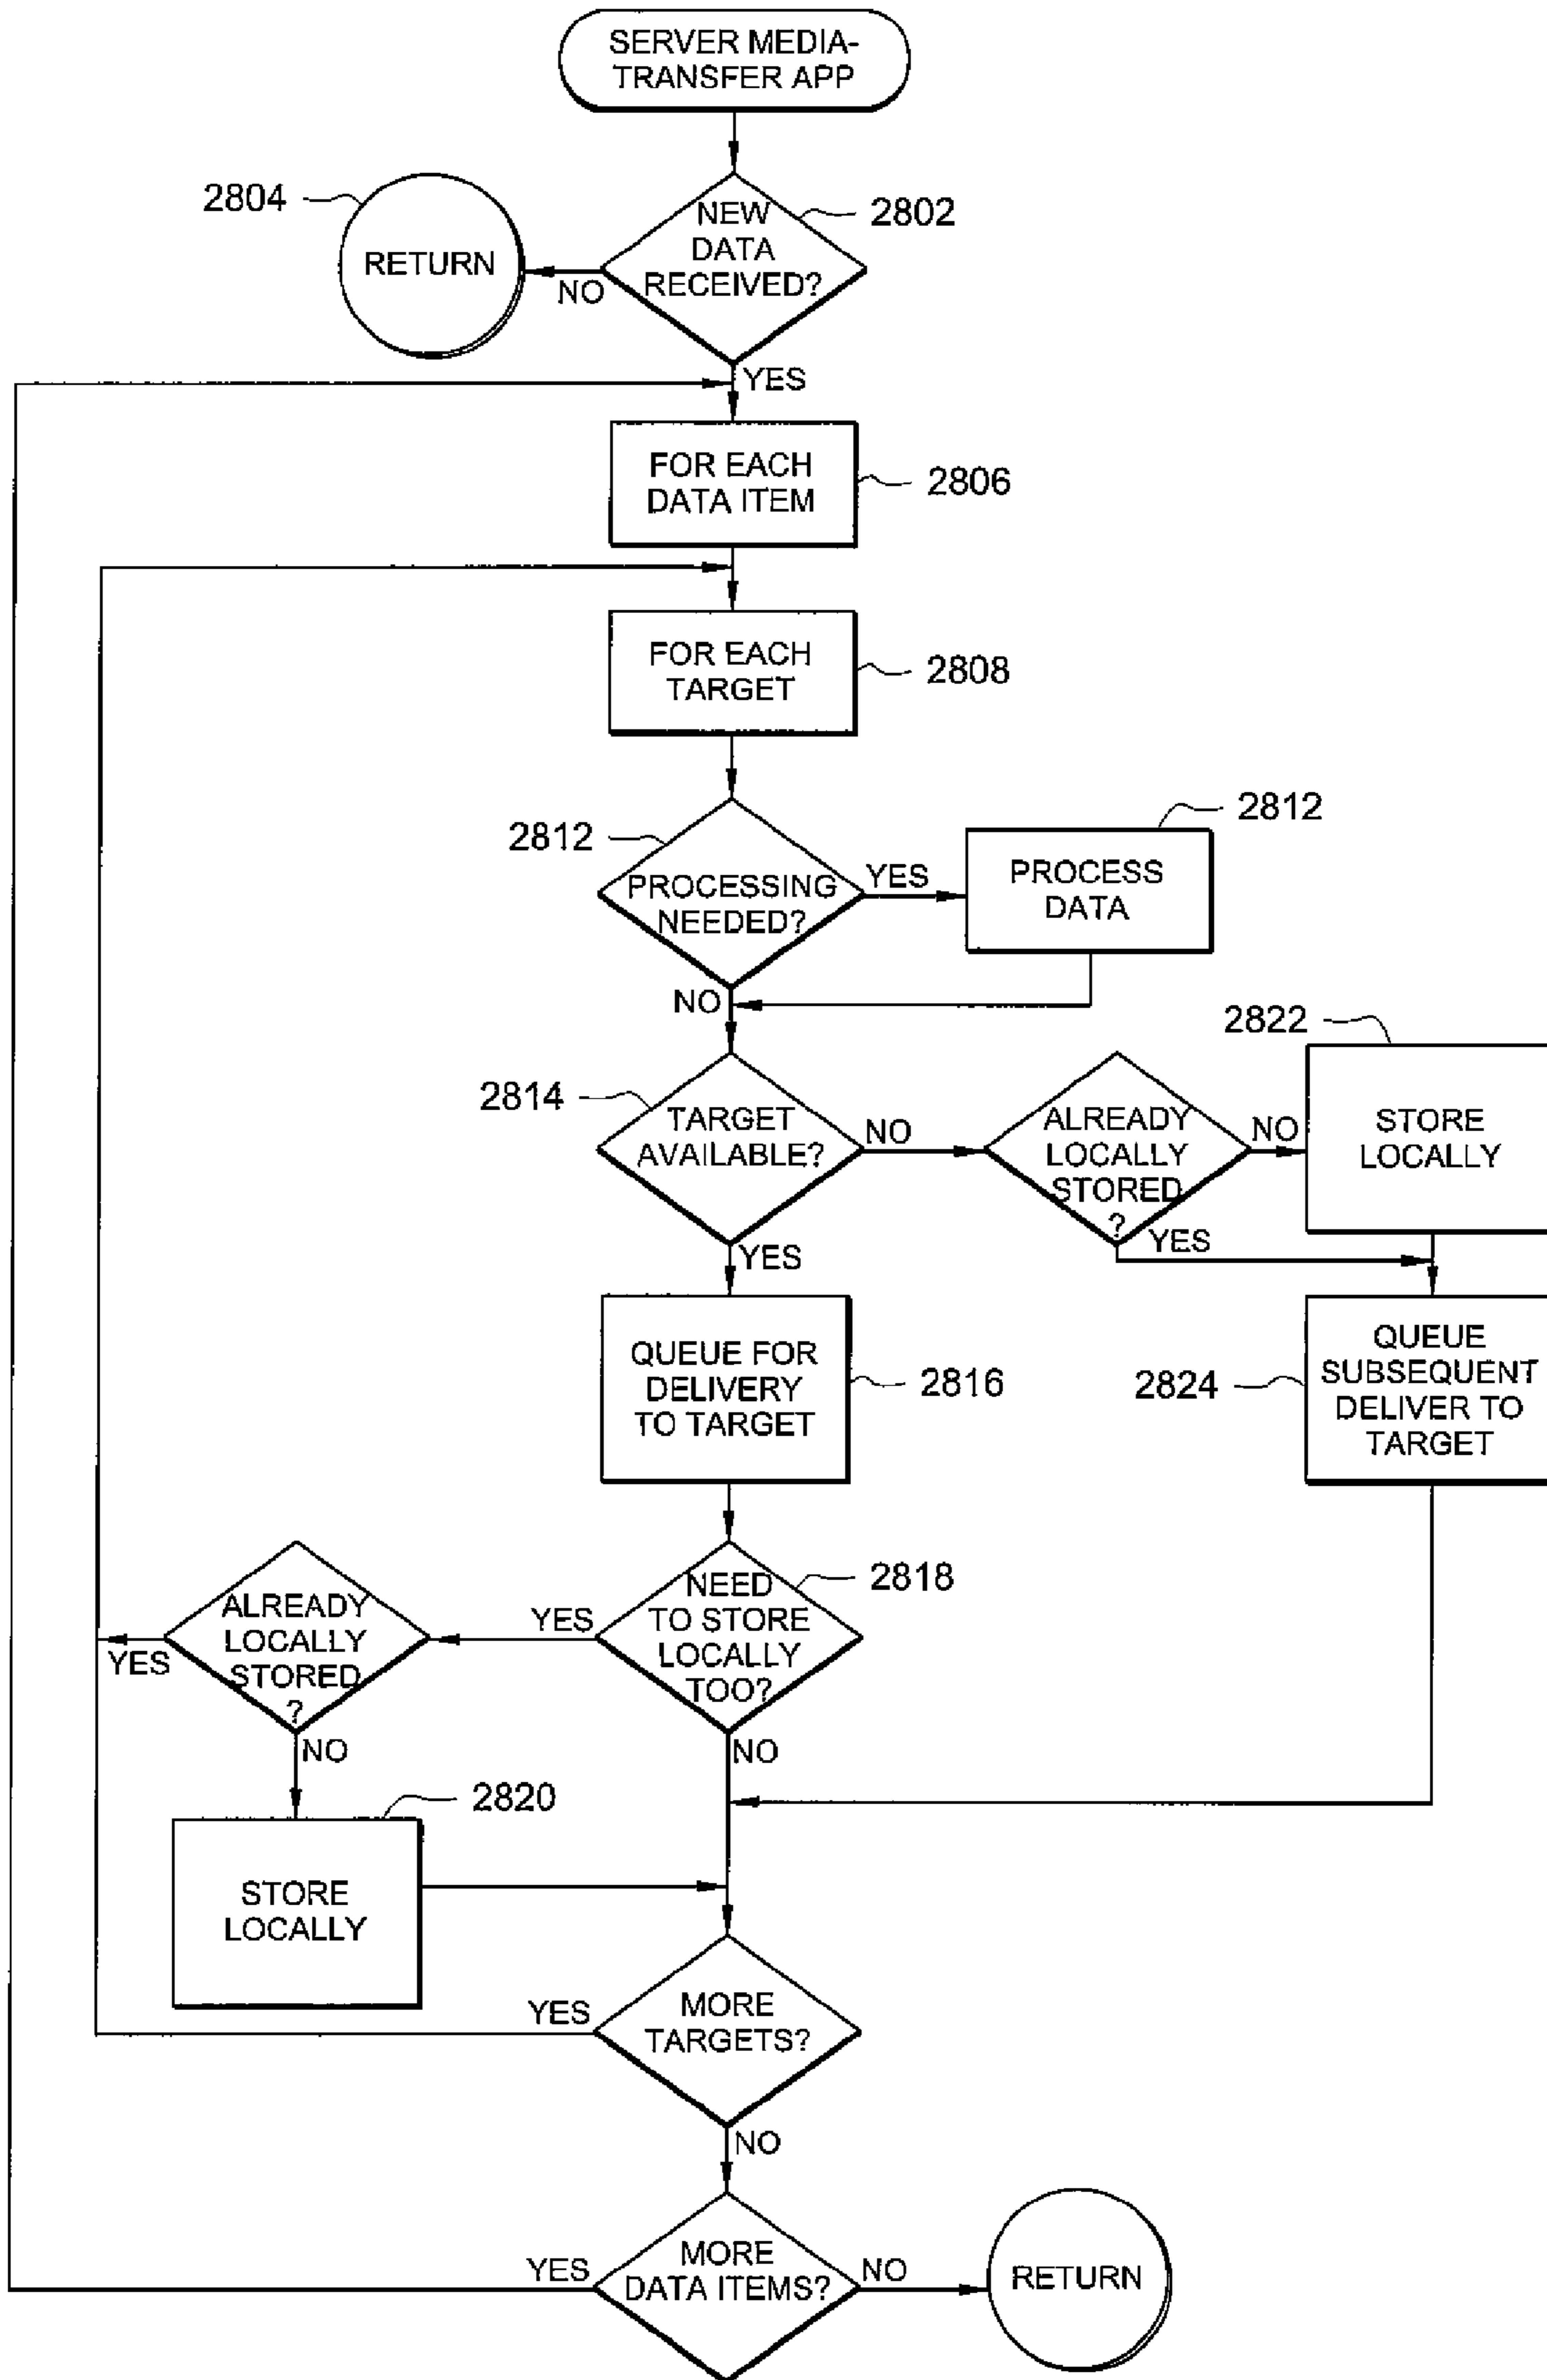 SERVER MEDIA-
TRANSFER APP
2804
RETURN
NO
NEW
DATA
RECEIVED?
2802
YES
FOR EACH
DATA ITEM
2806
FOR EACH
TARGET
2808
2812
PROCESSING
NEEDED?
YES
2812
PROCESS
DATA
NO
2814
TARGET
AVAILABLE?
NO
ALREADY
LOCALLY
STORED
?
NO
2822
STORE
LOCALLY
YES
YES
QUEUE FOR
DELIVERY
TO TARGET
2816
2824
QUEUE
SUBSEQUENT
DELIVER TO
TARGET
NEED
TO STORE
LOCALLY
TOO?
2818
YES
ALREADY
LOCALLY
STORED
?
YES
NO
NO
2820
STORE
LOCALLY
MORE
TARGETS?
YES
NO
MORE
DATA ITEMS?
YES
NO
RETURN